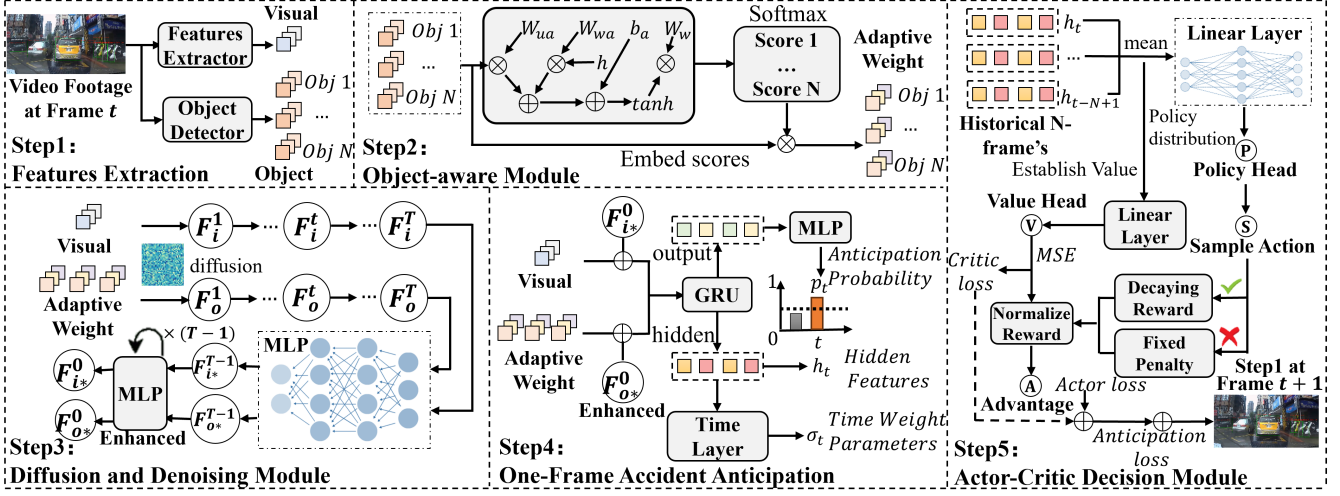 Video Footage
at Frame t
Features
Extractor
Object
Detector
Visual
Obj 1
...
Obj N
Object
Step1:
Features Extraction
Obj 1
...
Obj N
W_{ua}
W_{wa}
b_a
W_w
h
tanh
Softmax
Score 1
...
Score N
Embed scores
Adaptive
Weight
Obj 1
...
Obj N
Step2:
Object-aware Module
Visual
F_i^1
...
F_i^t
...
F_i^T
diffusion
Adaptive
Weight
F_o^1
...
F_o^t
...
F_o^T
MLP
× (T − 1)
MLP
F_{i*}^{T-1}
F_{o*}^{T-1}
F_{i*}^0
F_{o*}^0
Enhanced
Step3:
Diffusion and Denoising Module
F_{i*}^0
Visual
Adaptive
Weight
F_{o*}^0
Enhanced
output
GRU
hidden
MLP
Anticipation
Probability
1
0
p_t
t
h_t
Hidden
Features
Time
Layer
σ_t
Time Weight
Parameters
Step4:
One-Frame Accident Anticipation
h_t
...
h_{t-N+1}
Historical N-
frame's
mean
Linear Layer
Policy
distribution
P
Policy Head
Establish Value
Value Head
V
Linear
Layer
S
Sample Action
MSE
Critic
loss
Normalize
Reward
Decaying
Reward
Fixed
Penalty
A
Advantage
Actor loss
Anticipation
loss
Step1 at
Frame t + 1
Step5:
Actor-Critic Decision Module